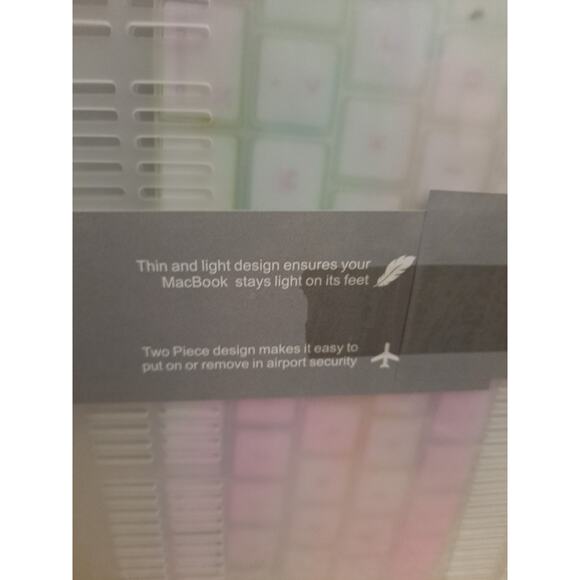 Thin and light design ensures your
MacBook stays light on its feet
Two Piece design makes it easy to
put on or remove in airport security